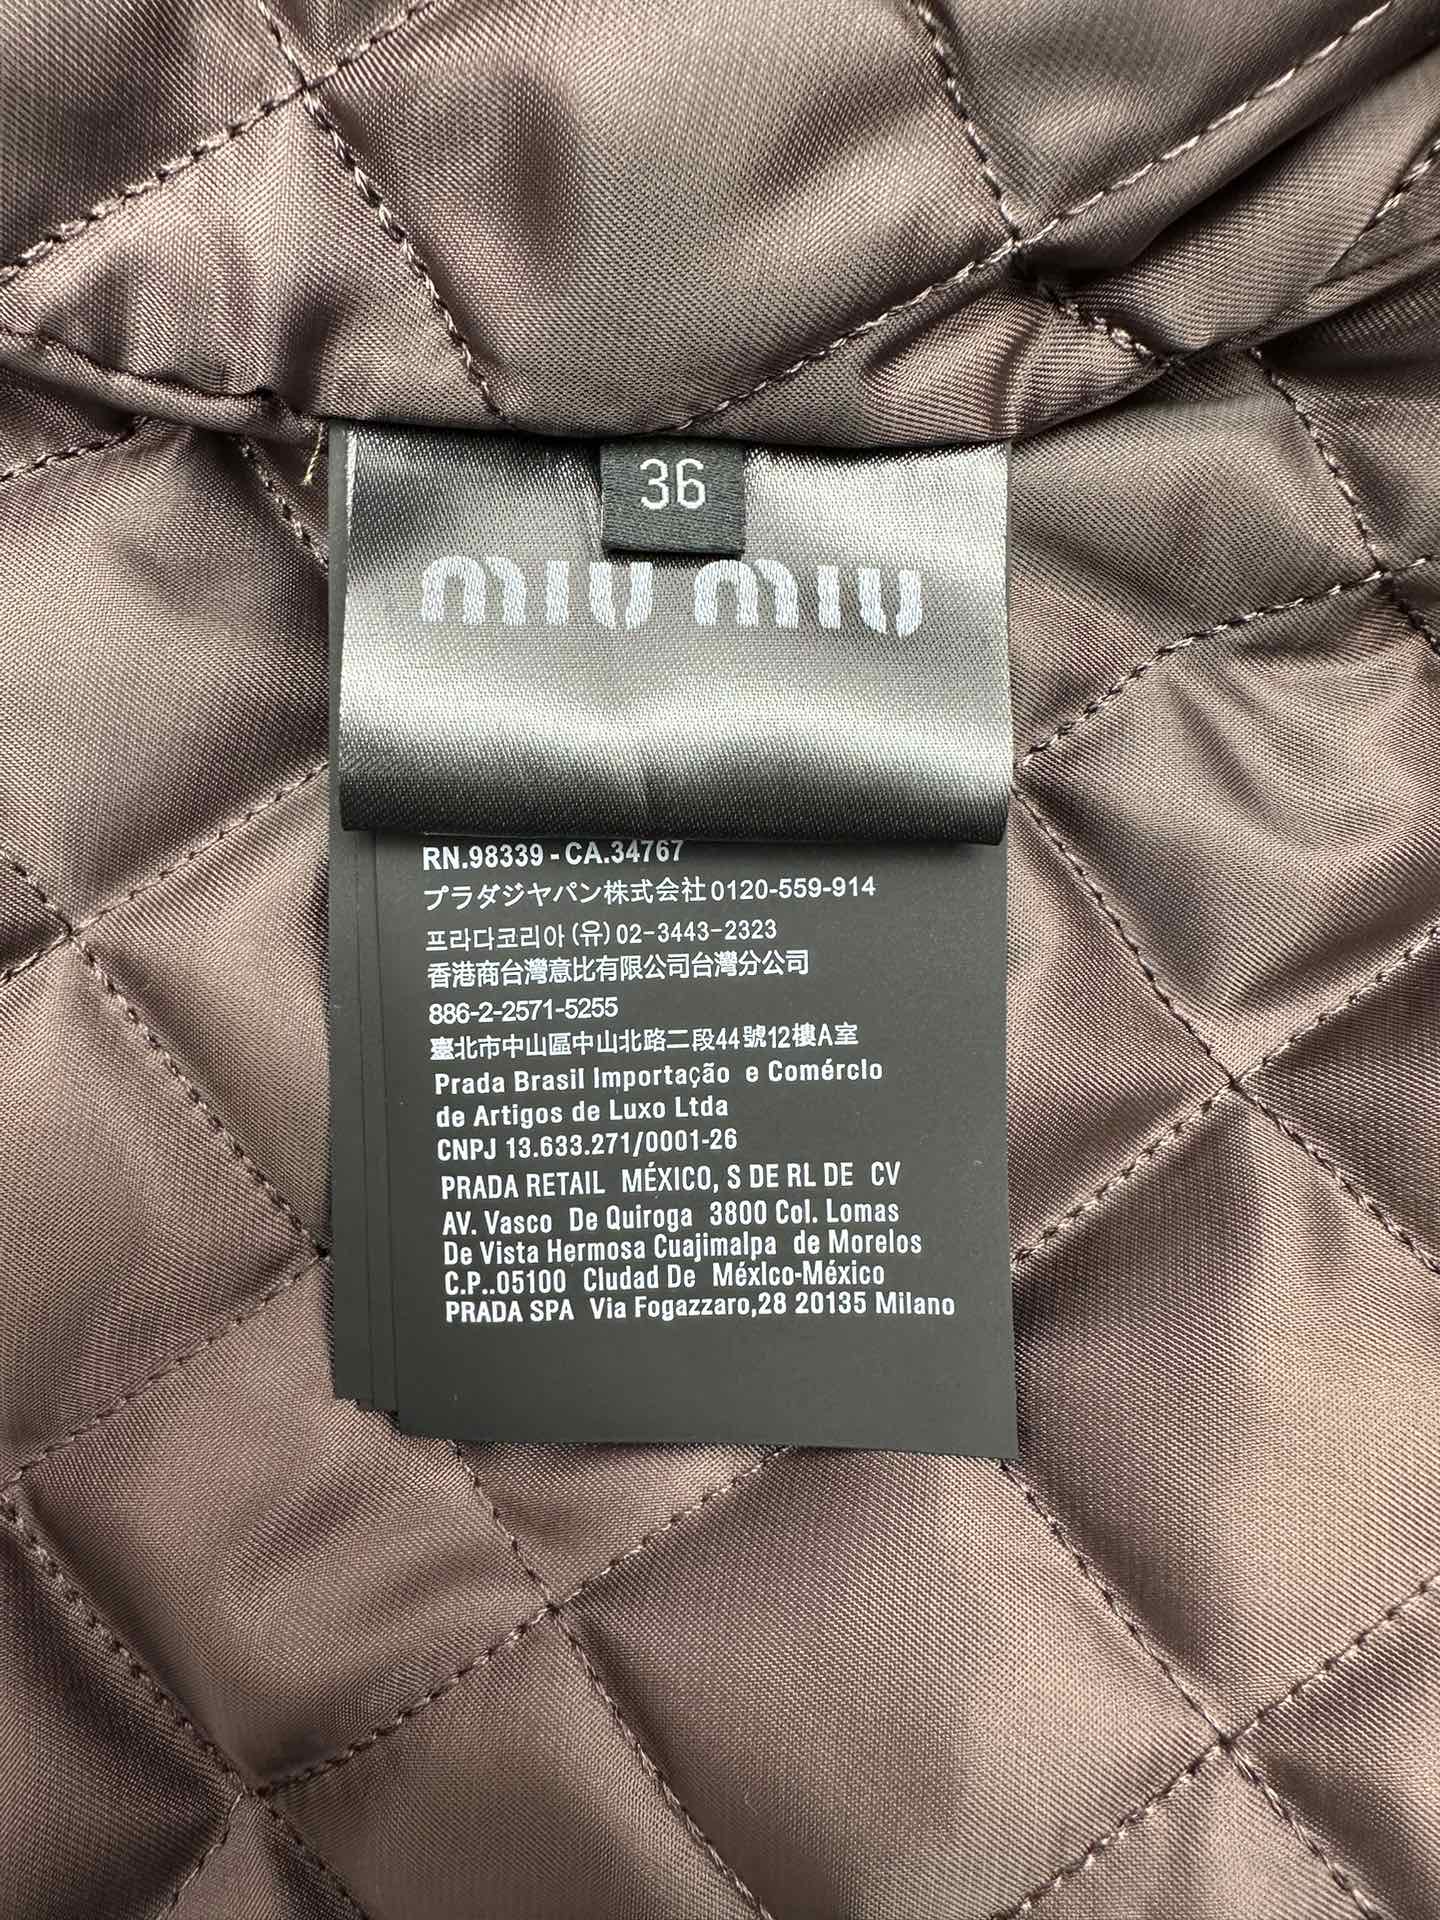 36
miu miu
RN.98339 - CA.34767
プラダジヤパン株式会社 0120-559-914
프라다코리아 (유) 02-3443-2323
香港商台灣意比有限公司台灣分公司
886-2-2571-5255
臺北市中山區中山北路二段44號12樓A室
Prada Brasil Importação e Comérclo
de Artigos de Luxo Ltda
CNPJ 13.633.271/0001-26
PRADA RETAIL MÉXICO, S DE RL DE CV
AV. Vasco De Quiroga 3800 Col. Lomas
De Vista Hermosa Cuajimalpa de Morelos
C.P..05100 Cludad De Méxlco-México
PRADA SPA Via Fogazzaro,28 20135 Milano